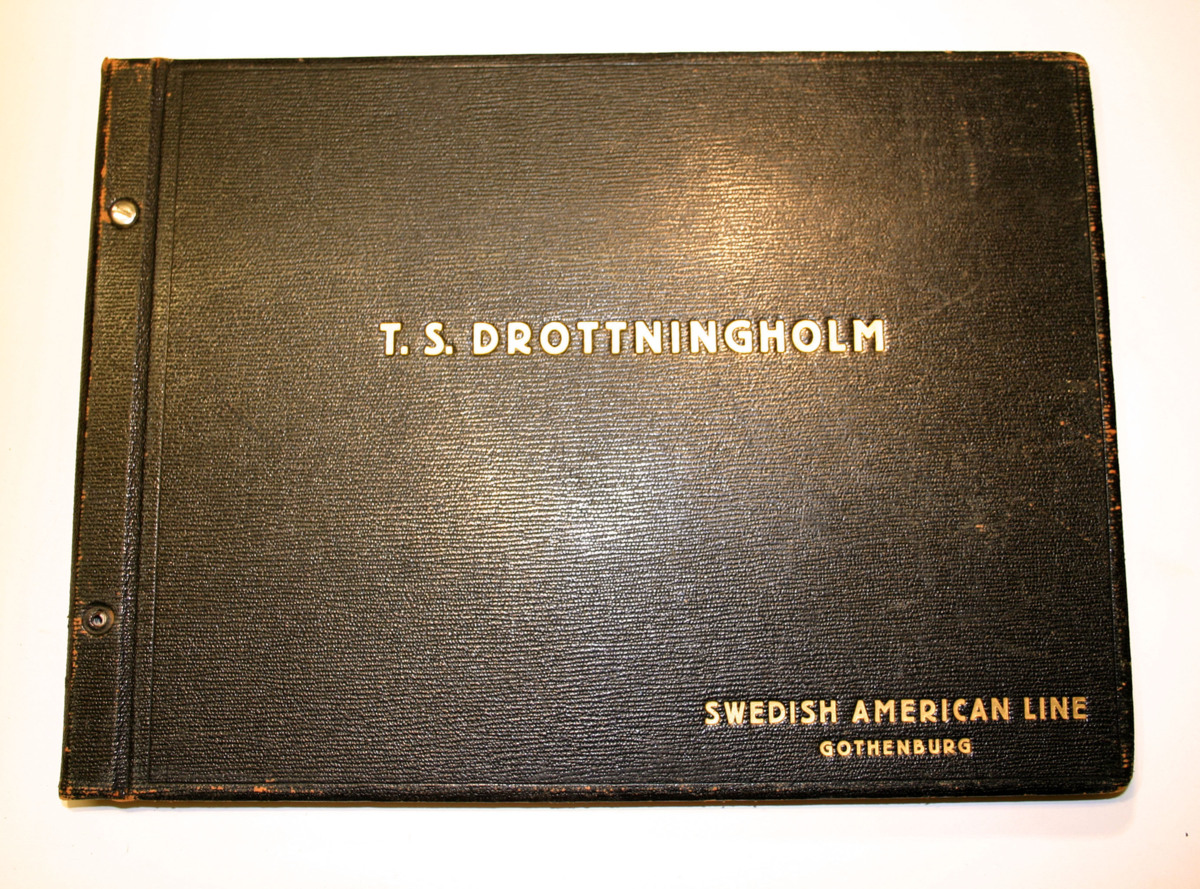 T. S. DROTTNINGHOLM
SWEDISH AMERICAN LINE
GOTHENBURG